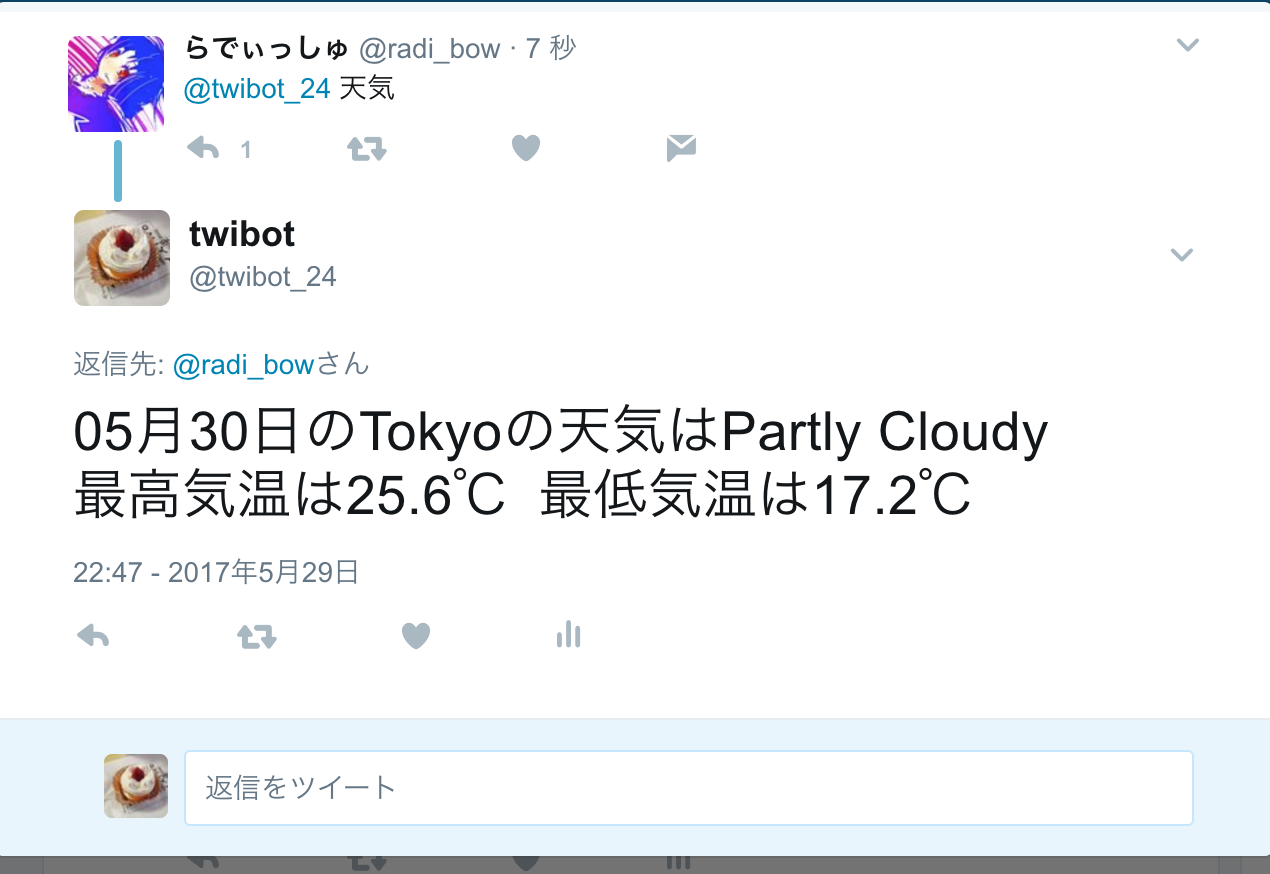 らでぃっしゅ @radi_bow · 7 秒
@twibot_24 天気
1
twibot
@twibot_24
返信先: @radi_bowさん
05月30日のTokyoの天気はPartly Cloudy
最高気温は25.6℃ 最低気温は17.2℃
22:47 - 2017年5月29日
返信をツイート